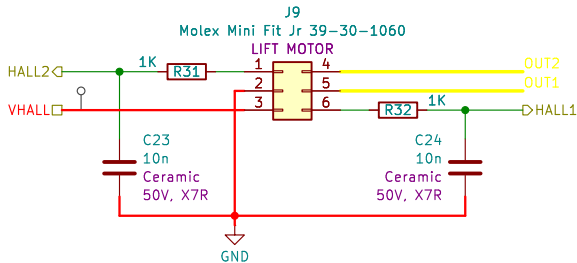 J9
Molex Mini Fit Jr 39-30-1060
LIFT MOTOR
HALL2
1K
R31
1
4
OUT2
2
5
OUT1
VHALL
3
6
R32
1K
HALL1
C23
10n
Ceramic
50V, X7R
C24
10n
Ceramic
50V, X7R
GND